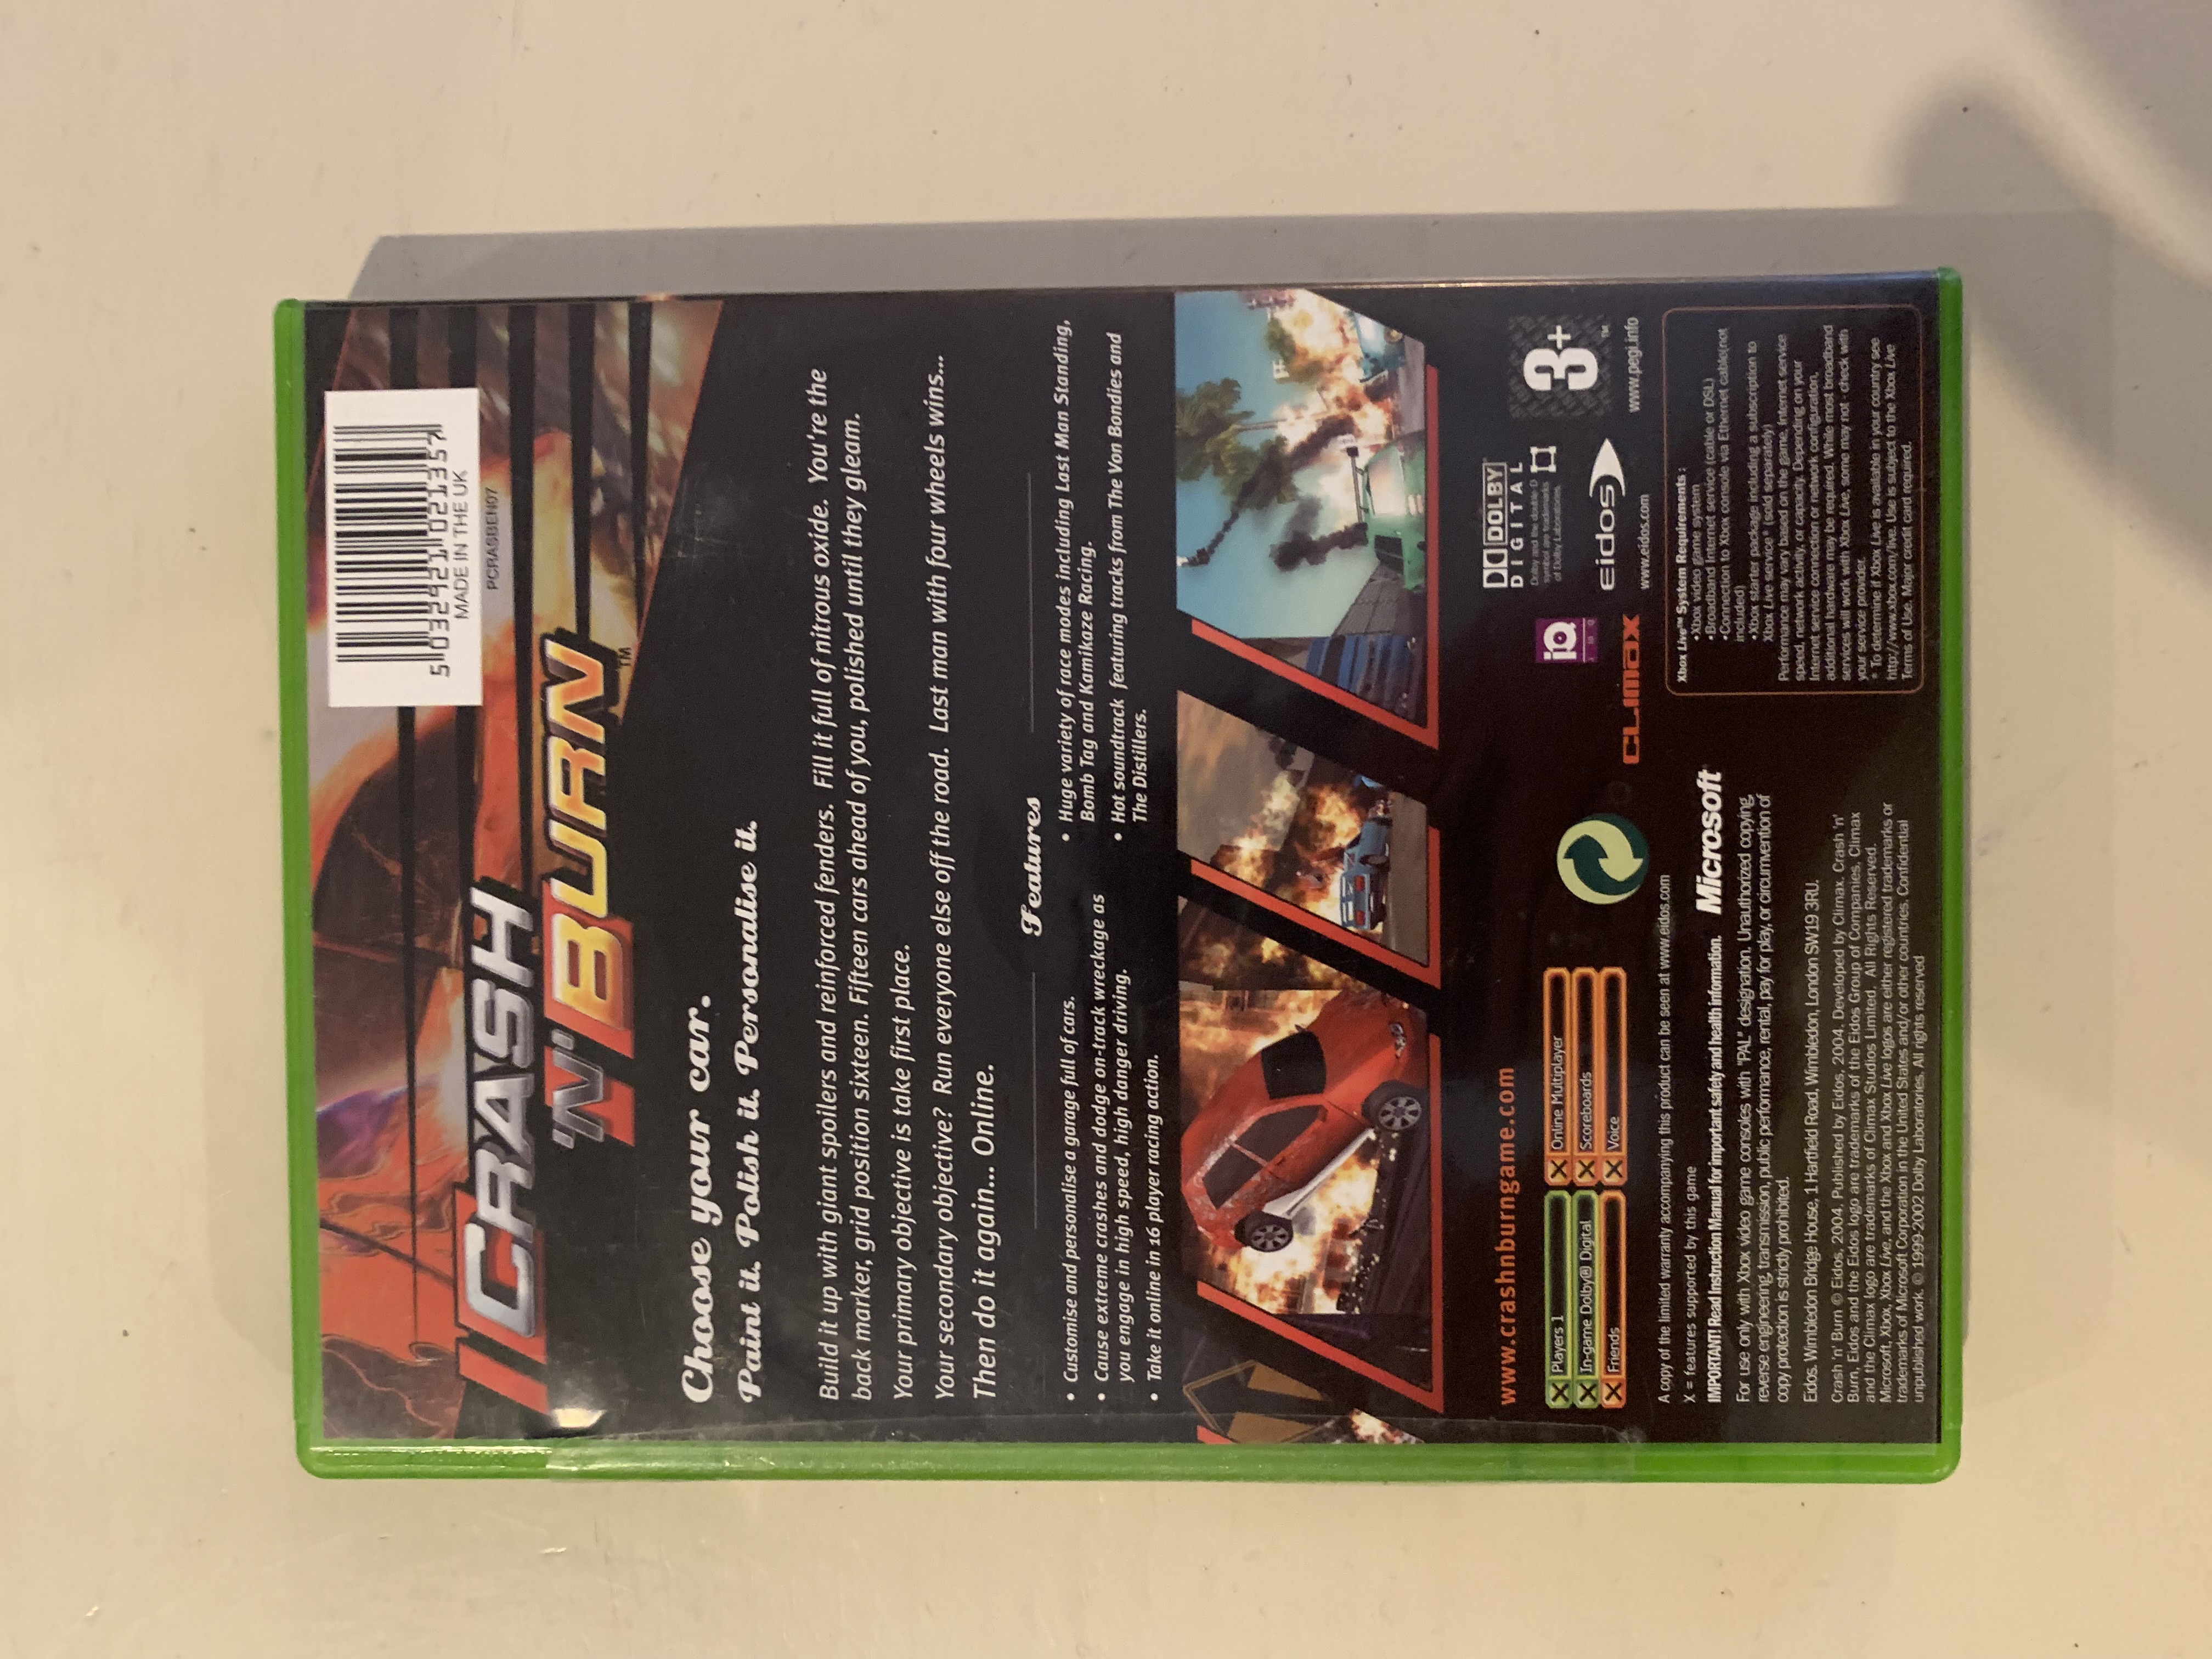 5 032921 021357
MADE IN THE UK
PCRASBEN07
CRASH
'N' BURN
TM
Choose your car.
Paint it. Polish it. Personalise it.
Build it up with giant spoilers and reinforced fenders. Fill it full of nitrous oxide. You're the
back marker, grid position sixteen. Fifteen cars ahead of you, polished until they gleam.
Your primary objective is take first place.
Your secondary objective? Run everyone else off the road. Last man with four wheels wins...
Then do it again... Online.
Features
• Customise and personalise a garage full of cars.
• Cause extreme crashes and dodge on-track wreckage as
you engage in high speed, high danger driving.
• Take it online in 16 player racing action.
• Huge variety of race modes including Last Man Standing,
Bomb Tag and Kamikaze Racing.
• Hot soundtrack featuring tracks from The Von Bondies and
The Distillers.
www.crashnburngame.com
X Players 1
X Online Multiplayer
X In-game Dolby® Digital
X Scoreboards
X Friends
X Voice
CLIMAX
iQ
DOLBY
DIGITAL
Dolby and the double-D
symbol are trademarks
of Dolby Laboratories.
eidos
www.eidos.com
3+
TM
www.pegi.info
A copy of the limited warranty accompanying this product can be seen at www.eidos.com
X = features supported by this game
IMPORTANT! Read Instruction Manual for important safety and health information.
Microsoft
For use only with Xbox video game consoles with "PAL" designation. Unauthorized copying,
reverse engineering, transmission, public performance, rental, pay for play, or circumvention of
copy protection is strictly prohibited.
Eidos. Wimbledon Bridge House, 1 Hartfield Road, Wimbledon, London SW19 3RU.
Crash 'n' Burn © Eidos, 2004. Published by Eidos, 2004. Developed by Climax. Crash 'n'
Burn, Eidos and the Eidos logo are trademarks of the Eidos Group of Companies. Climax
and the Climax logo are trademarks of Climax Studios Limited. All Rights Reserved.
Microsoft, Xbox, Xbox Live, and the Xbox and Xbox Live logos are either registered trademarks or
trademarks of Microsoft Corporation in the United States and/or other countries. Confidential
unpublished work. © 1999-2002 Dolby Laboratories. All rights reserved
Xbox Live™ System Requirements :
•Xbox video game system
•Broadband Internet service (cable or DSL)
•Connection to Xbox console via Ethernet cable(not
included)
•Xbox starter package including a subscription to
Xbox Live service* (sold separately)
Performance may vary based on the game, Internet service
speed, network activity, or capacity. Depending on your
Internet service connection or network configuration,
additional hardware may be required. While most broadband
services will work with Xbox Live, some may not - check with
your service provider.
* To determine if Xbox Live is available in your country see
http://www.xbox.com/live. Use is subject to the Xbox Live
Terms of Use. Major credit card required.